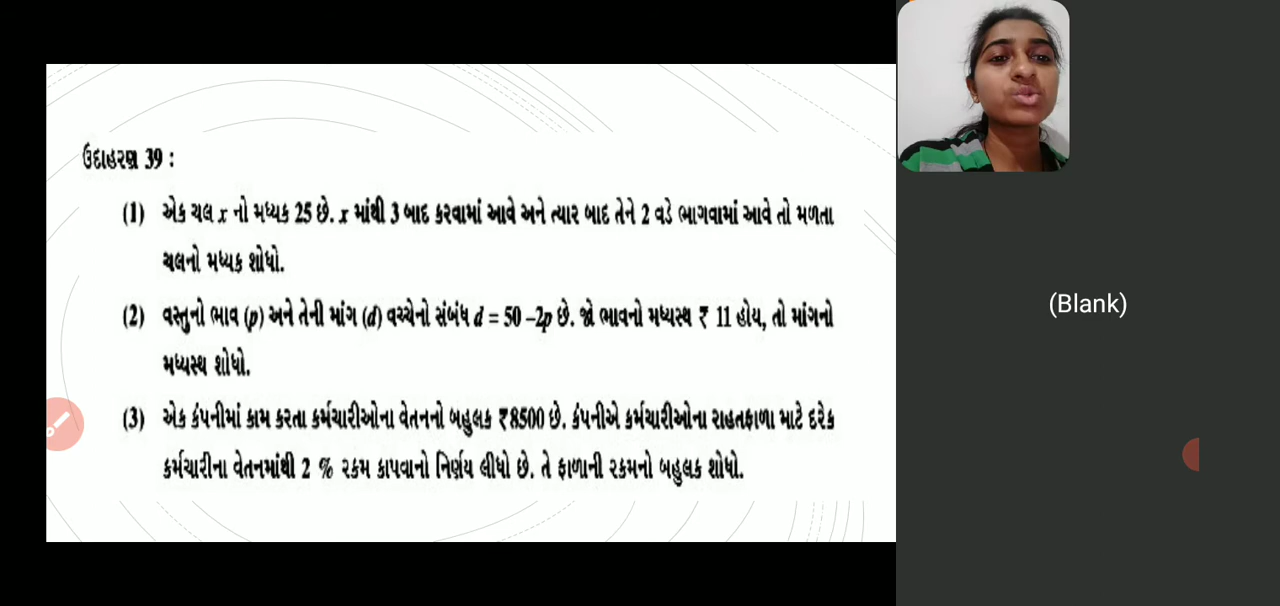 ઉદાહરણ 39 :
(1) એક ચલ x નો મધ્યક 25 છે. x માંથી 3 બાદ કરવામાં આવે અને ત્યાર બાદ તેને 2 વડે ભાગવામાં આવે તો મળતા
ચલનો મધ્યક શોધો.
(2) વસ્તુનો ભાવ (p) અને તેની માંગ (d) વચ્ચેનો સંબંધ d = 50 –2p છે. જો ભાવનો મધ્યસ્થ ₹ 11 હોય, તો માંગનો
મધ્યસ્થ શોધો.
(3) એક કંપનીમાં કામ કરતા કર્મચારીઓના વેતનનો બહુલક ₹8500 છે. કંપનીએ કર્મચારીઓના રાહતફાળા માટે દરેક
કર્મચારીના વેતનમાંથી 2 % રકમ કાપવાનો નિર્ણય લીધો છે. તે ફાળાની રકમનો બહુલક શોધો.
(Blank)